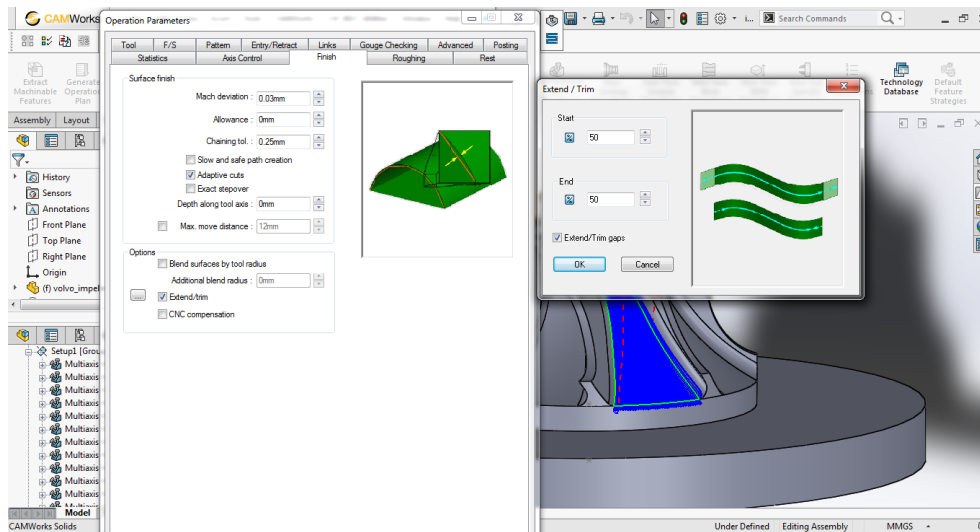 CAMWorks
Operation Parameters
Search Commands
Extract Machinable Features
Generate Operation Plan
Technology Database
Default Feature Strategies
Assembly
Layout
Tool
F/S
Pattern
Entry/Retract
Links
Gouge Checking
Advanced
Posting
Statistics
Axis Control
Finish
Roughing
Rest
Surface finish
Mach deviation : 0.03mm
Allowance : 0mm
Chaining tol. : 0.25mm
Slow and safe path creation
Adaptive cuts
Exact stepover
Depth along tool axis : 0mm
Max. move distance : 12mm
Options
Blend surfaces by tool radius
Additional blend radius : 0mm
Extend/trim
CNC compensation
Extend / Trim
Start
% 50
End
% 50
Extend/Trim gaps
OK
Cancel
History
Sensors
Annotations
Front Plane
Top Plane
Right Plane
Origin
(f) volvo_impel
Setup1 [Grou
Multiaxis
Multiaxis
Multiaxis
Multiaxis
Multiaxis
Multiaxis
Multiaxis
Multiaxis
Multiaxis
Multiaxis
Multiaxis
Multiaxis
Model
CAMWorks Solids
Under Defined
Editing Assembly
MMGS